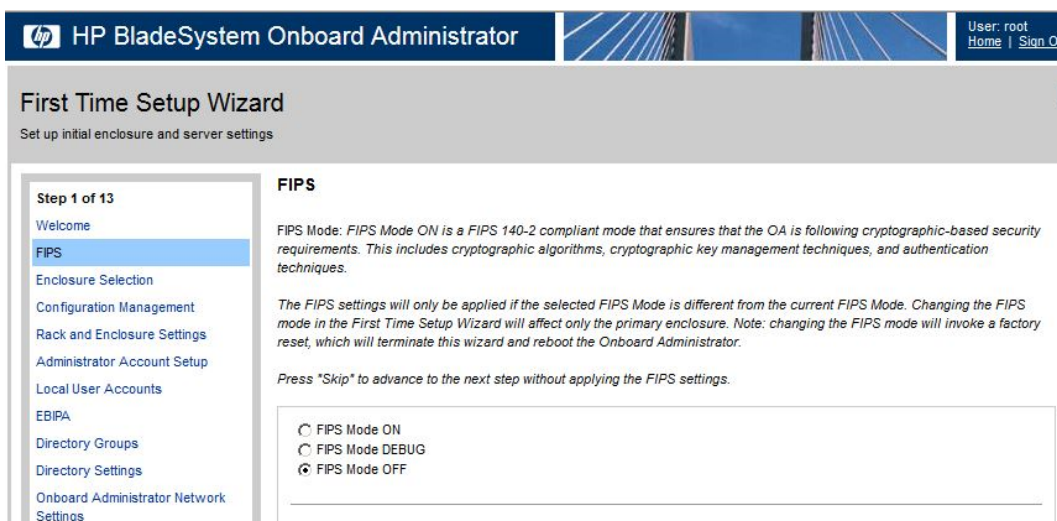 hp HP BladeSystem Onboard Administrator
User: root
Home | Sign O
First Time Setup Wizard
Set up initial enclosure and server settings
Step 1 of 13
Welcome
FIPS
Enclosure Selection
Configuration Management
Rack and Enclosure Settings
Administrator Account Setup
Local User Accounts
EBIPA
Directory Groups
Directory Settings
Onboard Administrator Network
Settings
FIPS
FIPS Mode: FIPS Mode ON is a FIPS 140-2 compliant mode that ensures that the OA is following cryptographic-based security
requirements. This includes cryptographic algorithms, cryptographic key management techniques, and authentication
techniques.
The FIPS settings will only be applied if the selected FIPS Mode is different from the current FIPS Mode. Changing the FIPS
mode in the First Time Setup Wizard will affect only the primary enclosure. Note: changing the FIPS mode will invoke a factory
reset, which will terminate this wizard and reboot the Onboard Administrator.
Press "Skip" to advance to the next step without applying the FIPS settings.
FIPS Mode ON
FIPS Mode DEBUG
FIPS Mode OFF